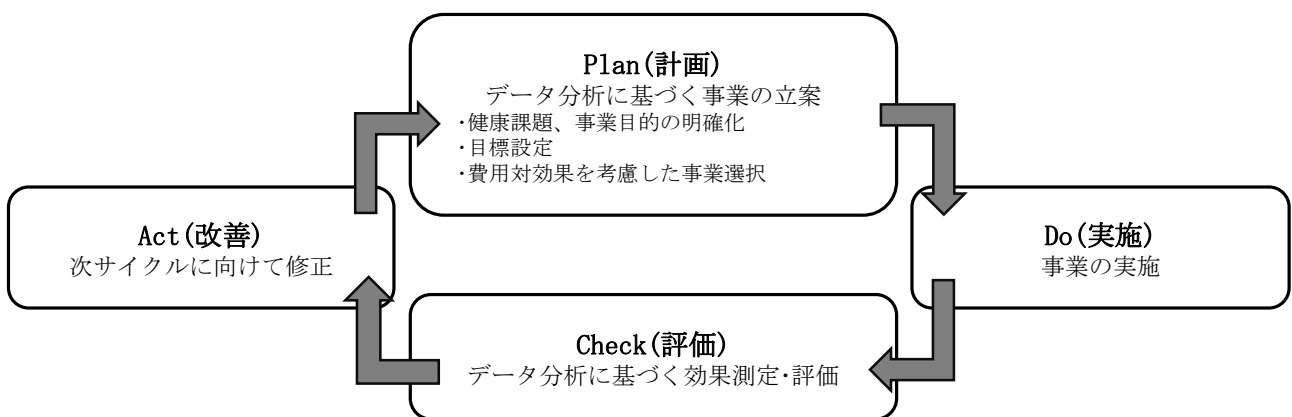 Plan(計画)
データ分析に基づく事業の立案
・健康課題、事業目的の明確化
・目標設定
・費用対効果を考慮した事業選択
Do(実施)
事業の実施
Check(評価)
データ分析に基づく効果測定・評価
Act(改善)
次サイクルに向けて修正